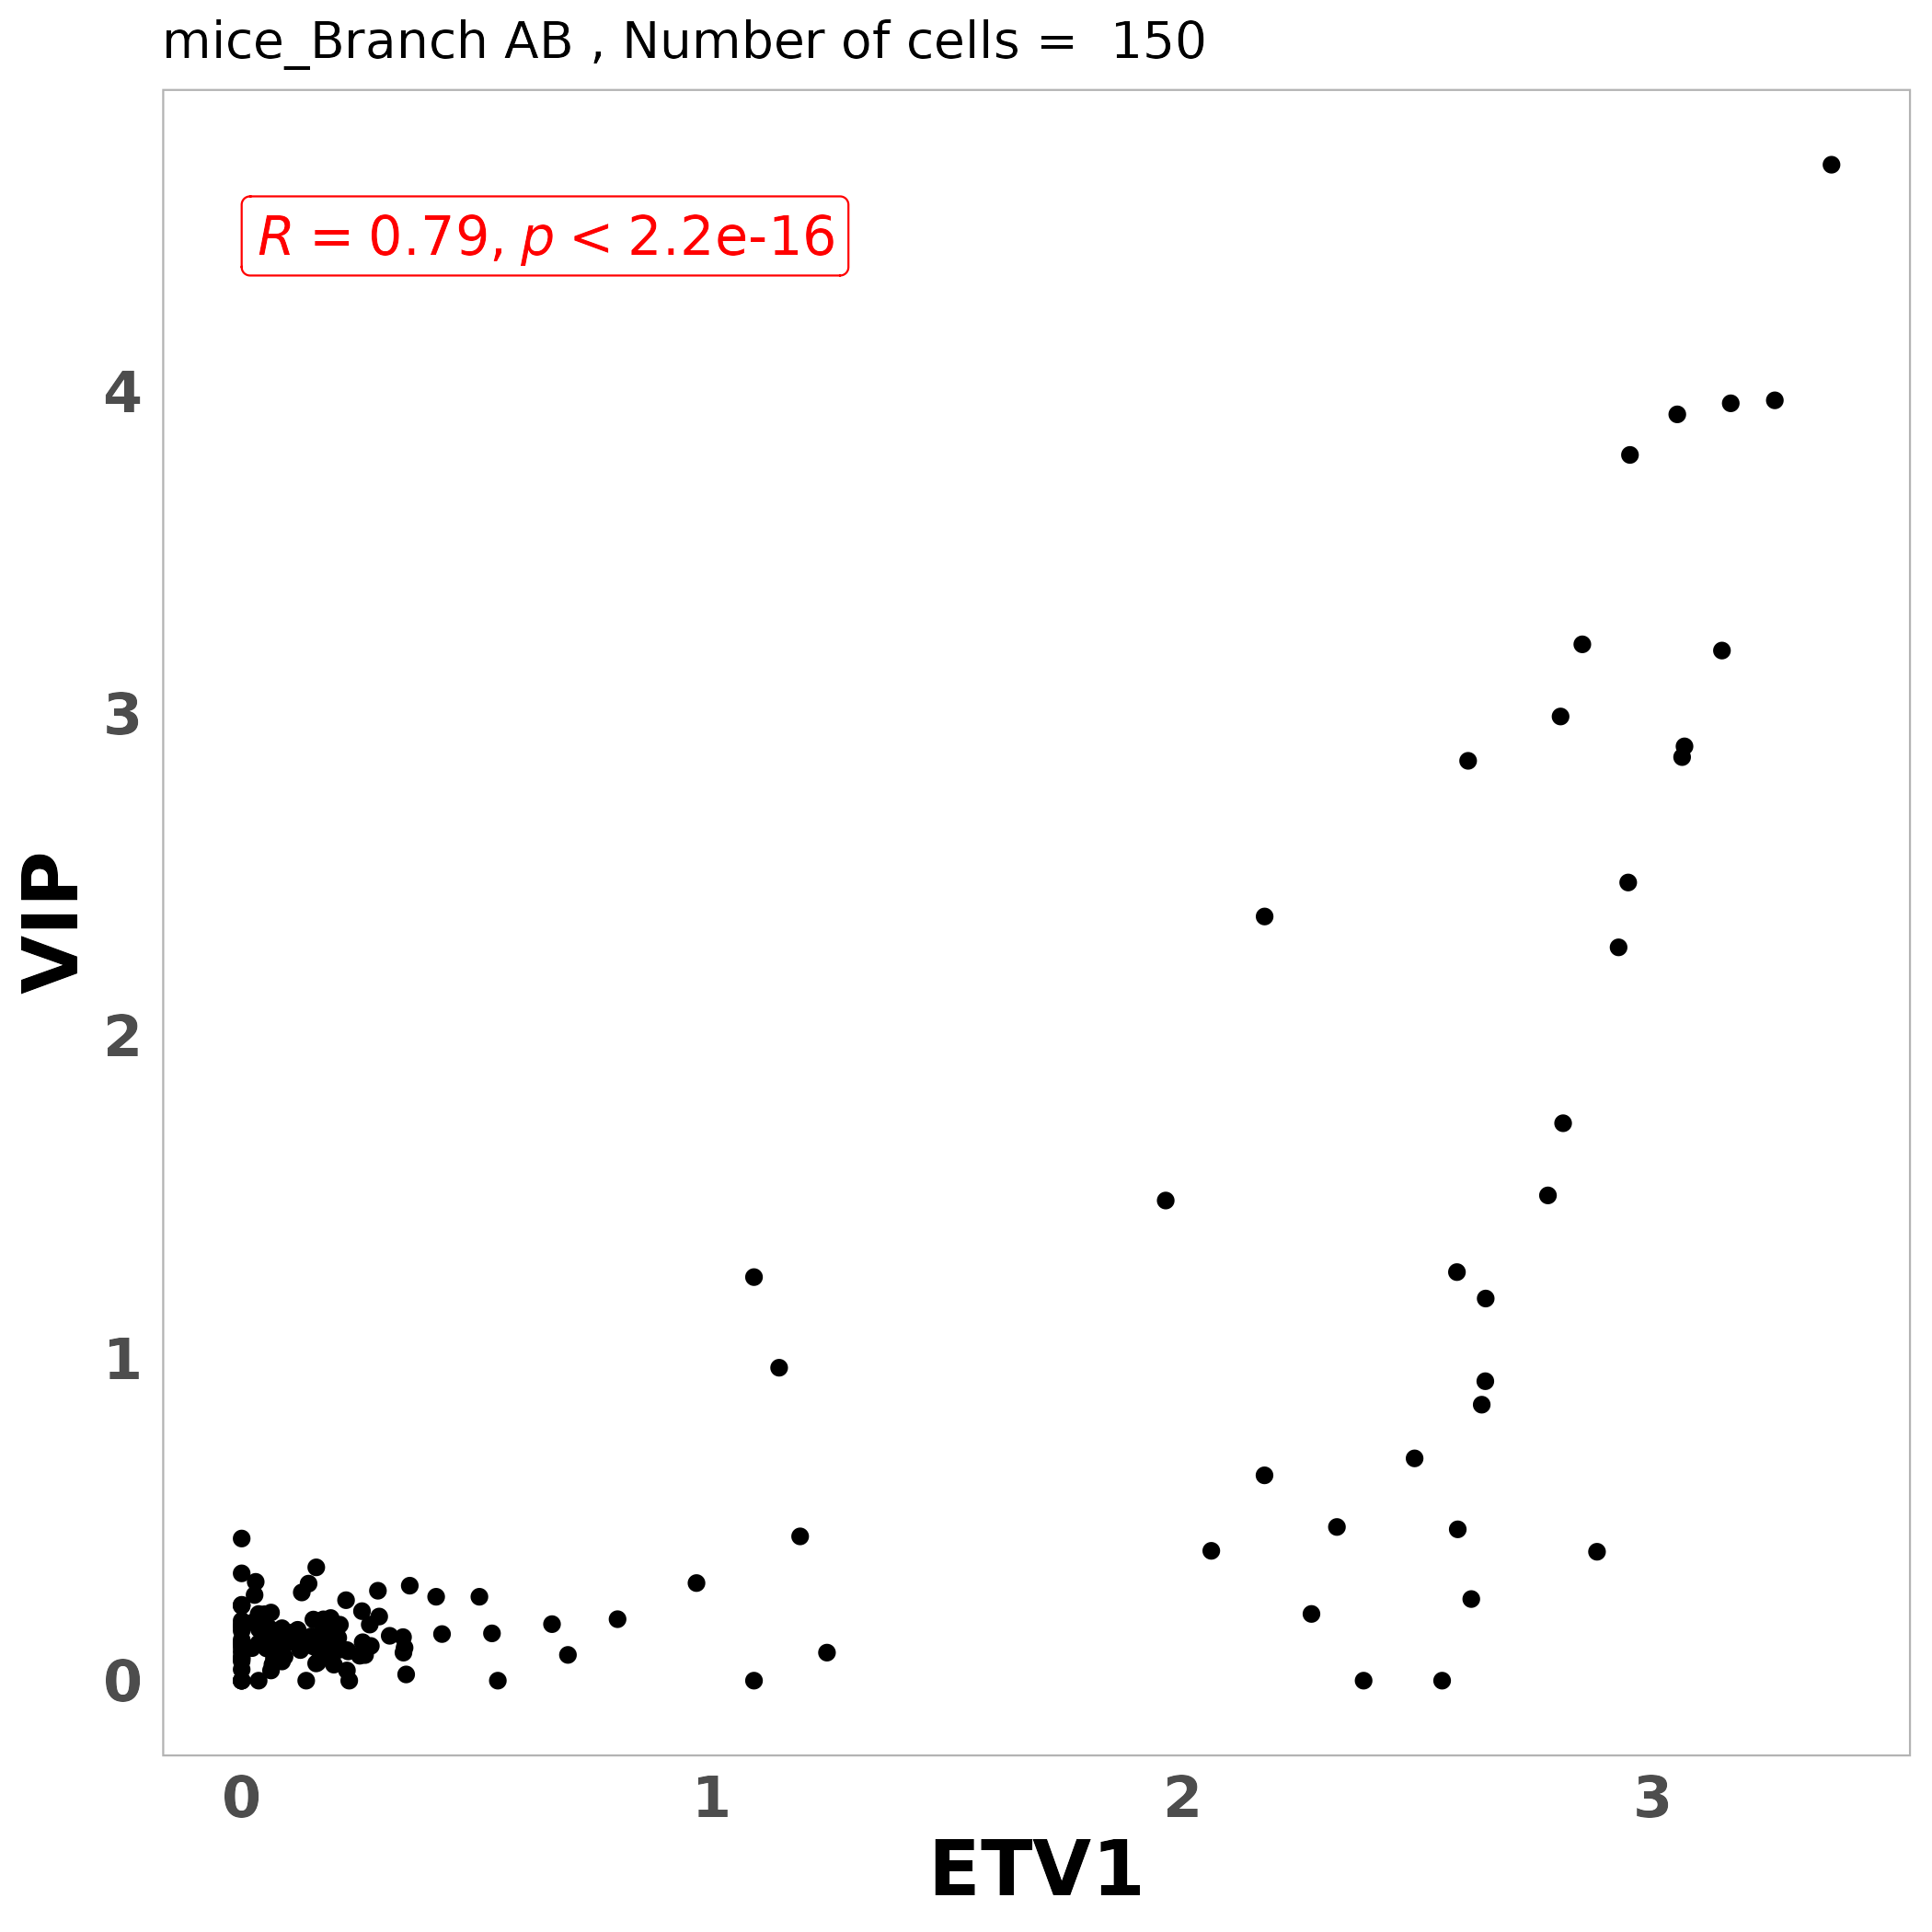 mice_Branch AB , Number of cells =  150
R = 0.79, p < 2.2e-16
4
3
2
1
0
VIP
0 1 2 3
ETV1